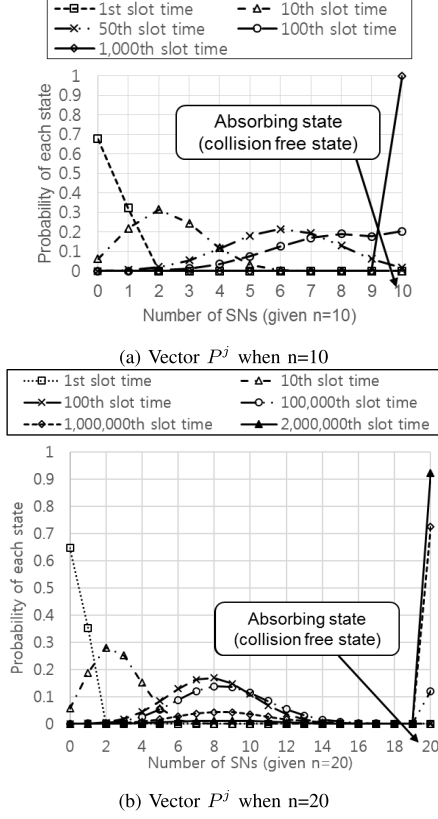 1st slot time 10th slot time
50th slot time 100th slot time
1,000th slot time
Probability of each state
1
0.9
0.8
0.7
0.6
0.5
0.4
0.3
0.2
0.1
0
Absorbing state
(collision free state)
0 1 2 3 4 5 6 7 8 9 10
Number of SNs (given n=10)
(a) Vector P^j when n=10
1st slot time 10th slot time
100th slot time 100,000th slot time
1,000,000th slot time 2,000,000th slot time
Probability of each state
1
0.9
0.8
0.7
0.6
0.5
0.4
0.3
0.2
0.1
0
Absorbing state
(collision free state)
0 2 4 6 8 10 12 14 16 18 20
Number of SNs (given n=20)
(b) Vector P^j when n=20